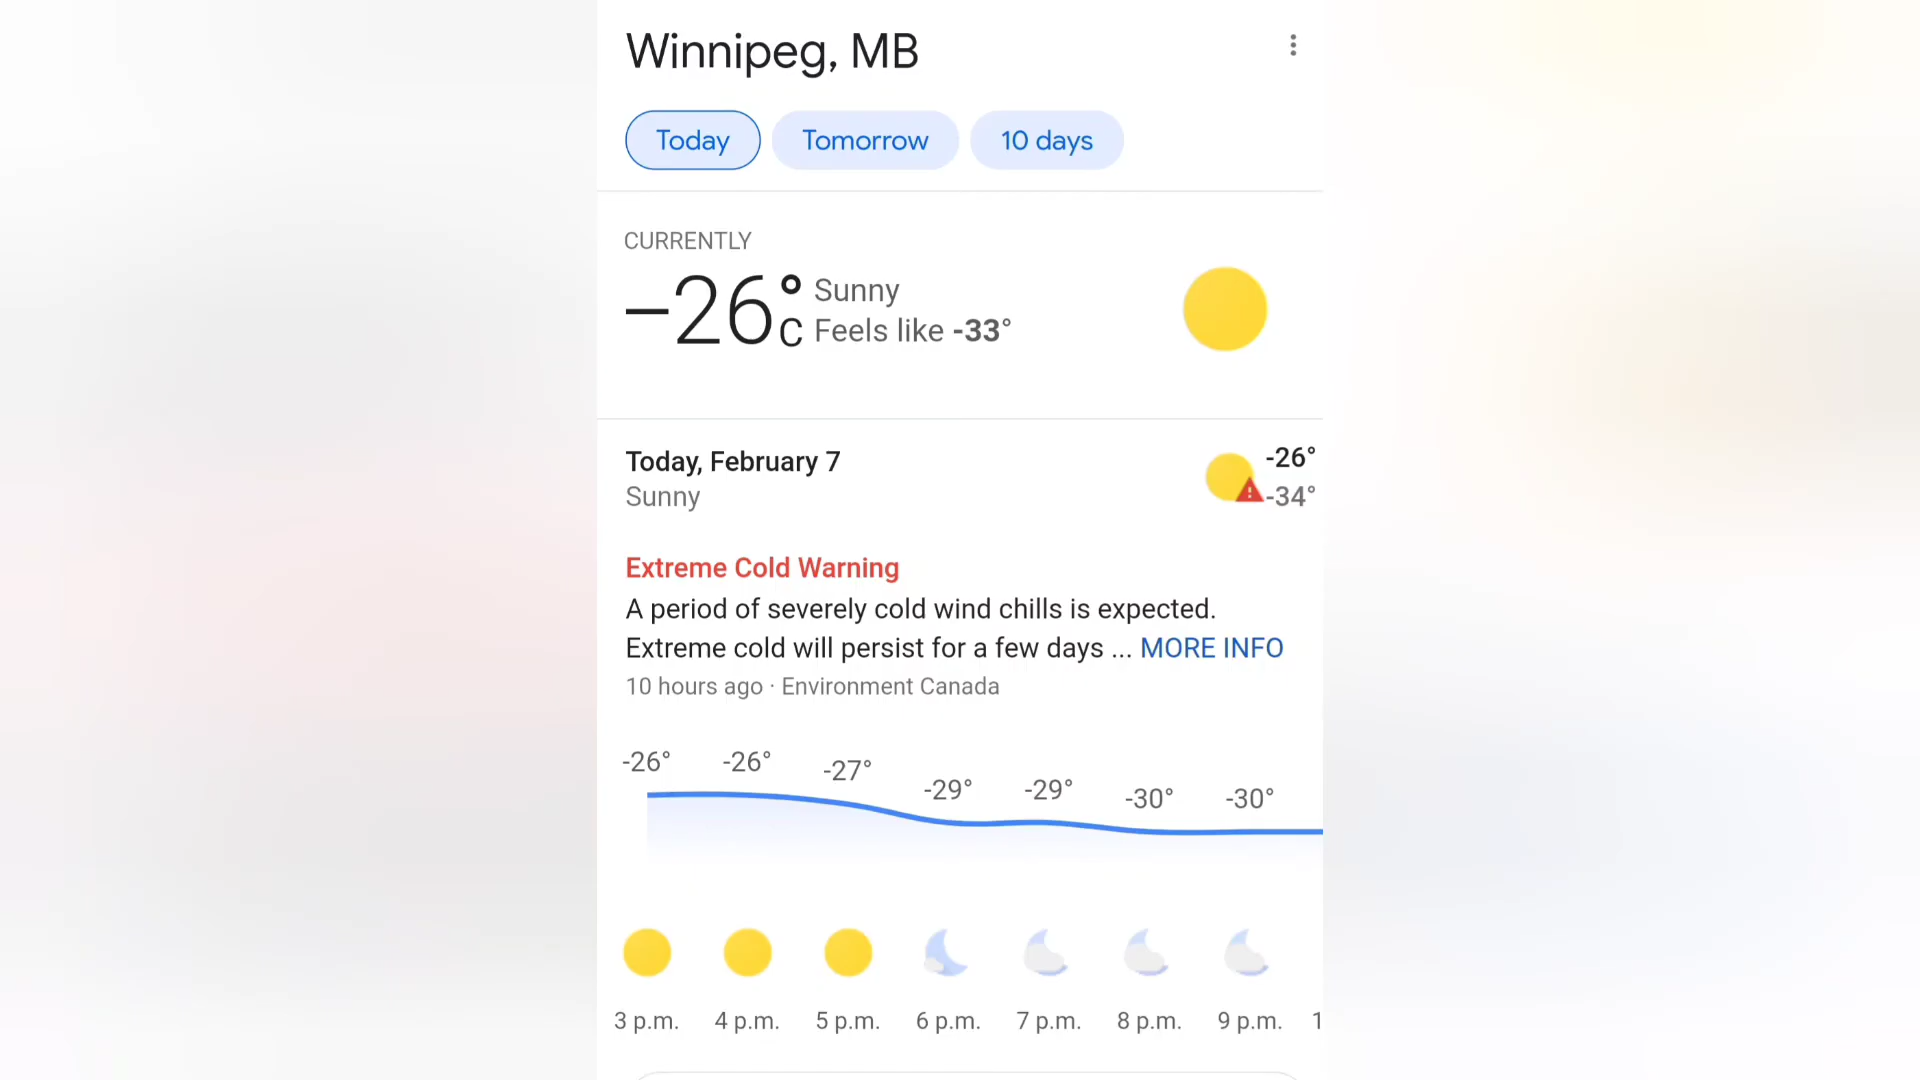 Winnipeg, MB
Today Tomorrow 10 days
CURRENTLY
−26°C Sunny
Feels like -33°
Today, February 7 -26°
Sunny -34°
Extreme Cold Warning
A period of severely cold wind chills is expected.
Extreme cold will persist for a few days ... MORE INFO
10 hours ago · Environment Canada
-26° -26° -27° -29° -29° -30° -30°
3 p.m. 4 p.m. 5 p.m. 6 p.m. 7 p.m. 8 p.m. 9 p.m. 1